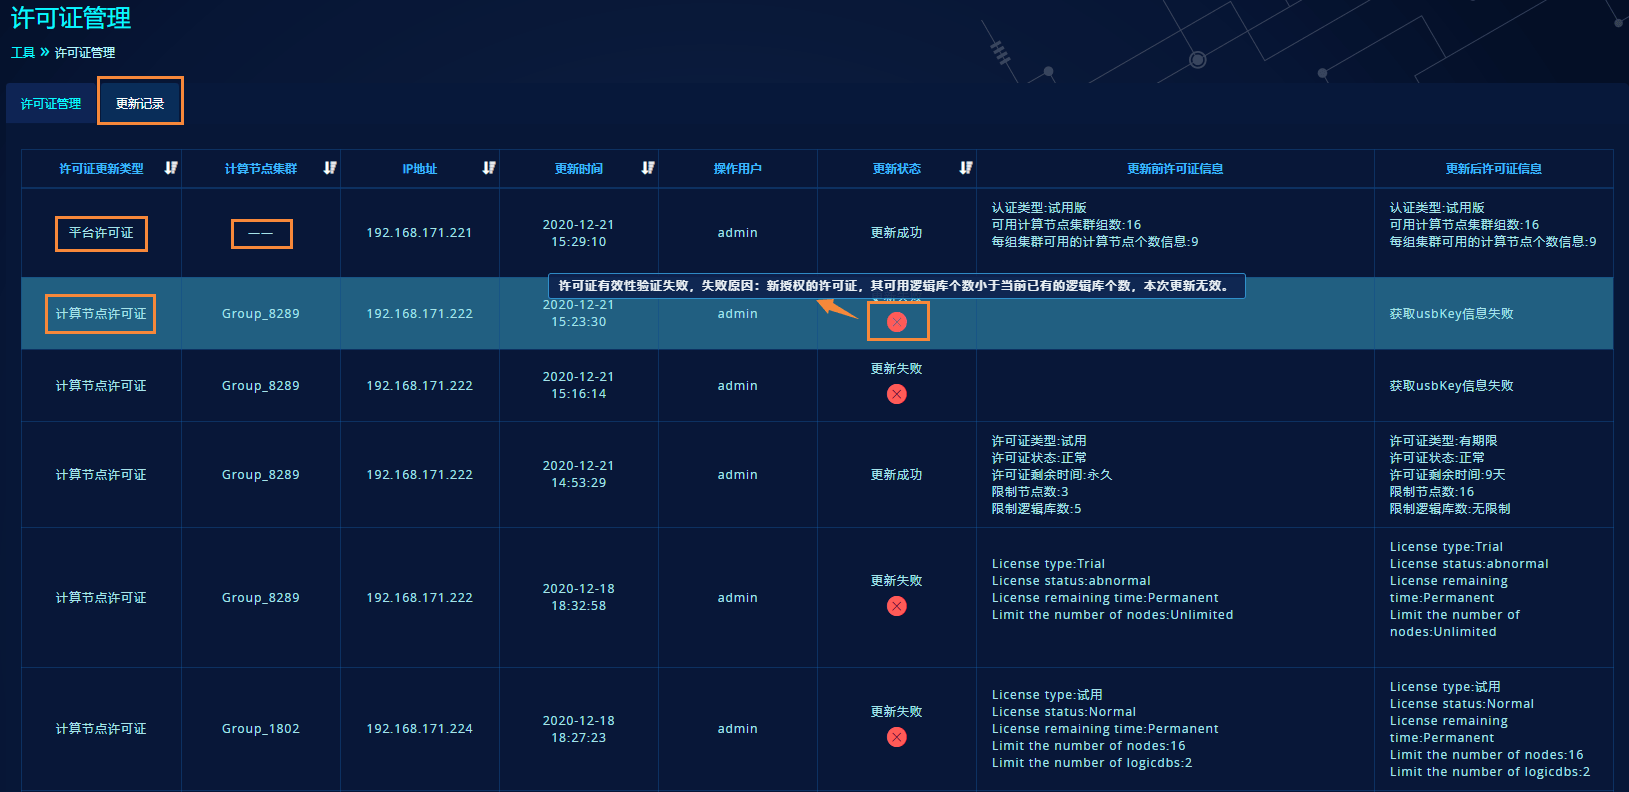 许可证管理
工具 » 许可证管理
许可证管理 更新记录
许可证更新类型 计算节点集群 IP地址 更新时间 操作用户 更新状态 更新前许可证信息 更新后许可证信息
平台许可证
——
192.168.171.221
2020-12-21
15:29:10
admin
更新成功
认证类型:试用版
可用计算节点集群组数:16
每组集群可用的计算节点个数信息:9
认证类型:试用版
可用计算节点集群组数:16
每组集群可用的计算节点个数信息:9
许可证有效性验证失败，失败原因：新授权的许可证，其可用逻辑库个数小于当前已有的逻辑库个数，本次更新无效。
计算节点许可证
Group_8289
192.168.171.222
2020-12-21
15:23:30
admin
获取usbKey信息失败
计算节点许可证
Group_8289
192.168.171.222
2020-12-21
15:16:14
admin
更新失败
获取usbKey信息失败
计算节点许可证
Group_8289
192.168.171.222
2020-12-21
14:53:29
admin
更新成功
许可证类型:试用
许可证状态:正常
许可证剩余时间:永久
限制节点数:3
限制逻辑库数:5
许可证类型:有期限
许可证状态:正常
许可证剩余时间:9天
限制节点数:16
限制逻辑库数:无限制
计算节点许可证
Group_8289
192.168.171.222
2020-12-18
18:32:58
admin
更新失败
License type:Trial
License status:abnormal
License remaining time:Permanent
Limit the number of nodes:Unlimited
License type:Trial
License status:abnormal
License remaining
time:Permanent
Limit the number of
nodes:Unlimited
计算节点许可证
Group_1802
192.168.171.224
2020-12-18
18:27:23
admin
更新失败
License type:试用
License status:Normal
License remaining time:Permanent
Limit the number of nodes:16
Limit the number of logicdbs:2
License type:试用
License status:Normal
License remaining
time:Permanent
Limit the number of nodes:16
Limit the number of logicdbs:2